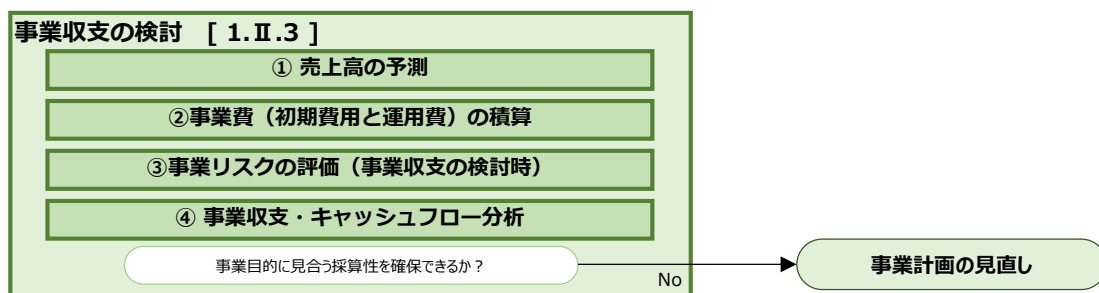 事業収支の検討 [ 1.Ⅱ.3 ]
① 売上高の予測
②事業費（初期費用と運用費）の積算
③事業リスクの評価（事業収支の検討時）
④ 事業収支・キャッシュフロー分析
事業目的に見合う採算性を確保できるか？
No
事業計画の見直し